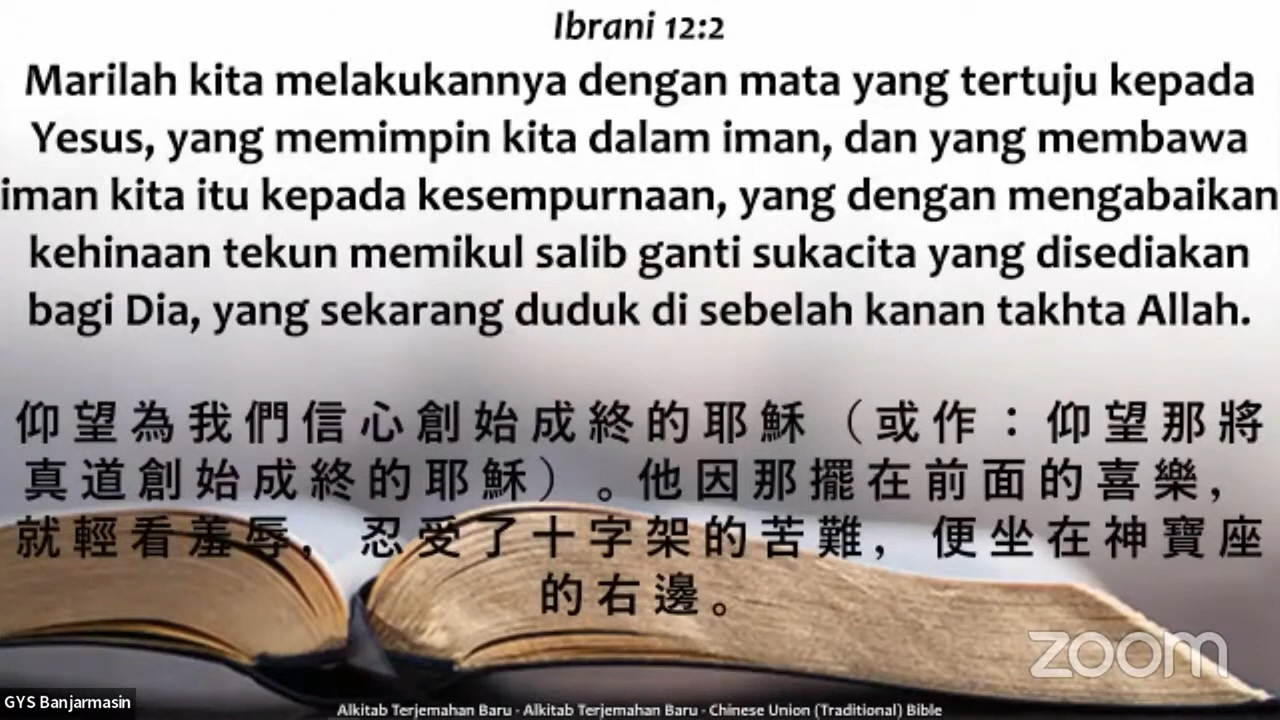 Ibrani 12:2
Marilah kita melakukannya dengan mata yang tertuju kepada
Yesus, yang memimpin kita dalam iman, dan yang membawa
iman kita itu kepada kesempurnaan, yang dengan mengabaikan
kehinaan tekun memikul salib ganti sukacita yang disediakan
bagi Dia, yang sekarang duduk di sebelah kanan takhta Allah.
仰望為我們信心創始成終的耶穌（或作：仰望那將
真道創始成終的耶穌）。他因那擺在前面的喜樂，
就輕看羞辱，忍受了十字架的苦難，便坐在神寶座
的右邊。
zoom
GYS Banjarmasin
Alkitab Terjemahan Baru - Alkitab Terjemahan Baru - Chinese Union (Traditional) Bible